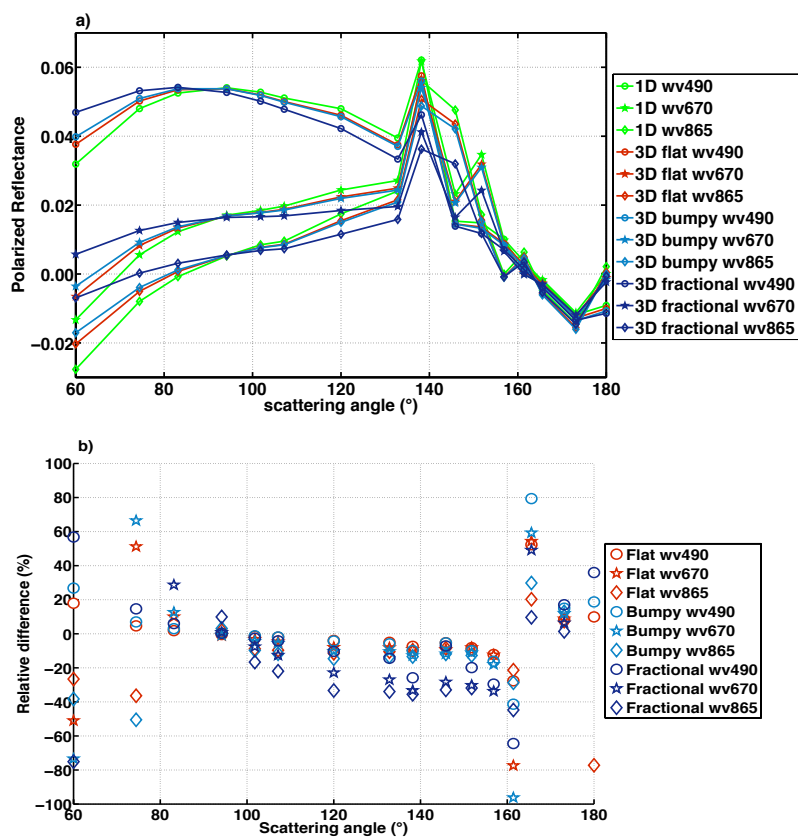 a)
0.06
0.04
0.02
0.00
−0.02
60
80
100
120
140
160
180
Polarized Reflectance
scattering angle (°)
1D wv490
1D wv670
1D wv865
3D flat wv490
3D flat wv670
3D flat wv865
3D bumpy wv490
3D bumpy wv670
3D bumpy wv865
3D fractional wv490
3D fractional wv670
3D fractional wv865
b)
100
80
60
40
20
0
−20
−40
−60
−80
−100
60
80
100
120
140
160
180
Relative difference (%)
Scattering angle (°)
Flat wv490
Flat wv670
Flat wv865
Bumpy wv490
Bumpy wv670
Bumpy wv865
Fractional wv490
Fractional wv670
Fractional wv865